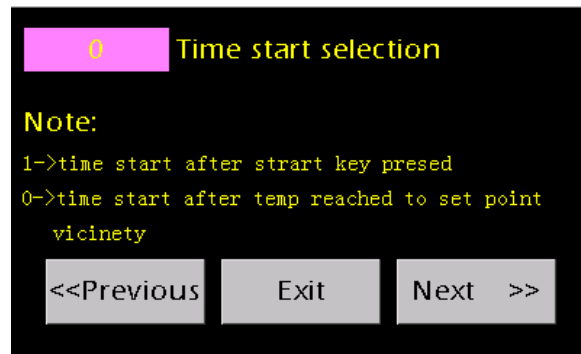 0 Time start selection
Note:
1->time start after strart key presed
0->time start after temp reached to set point
vicinety
<<Previous Exit Next >>